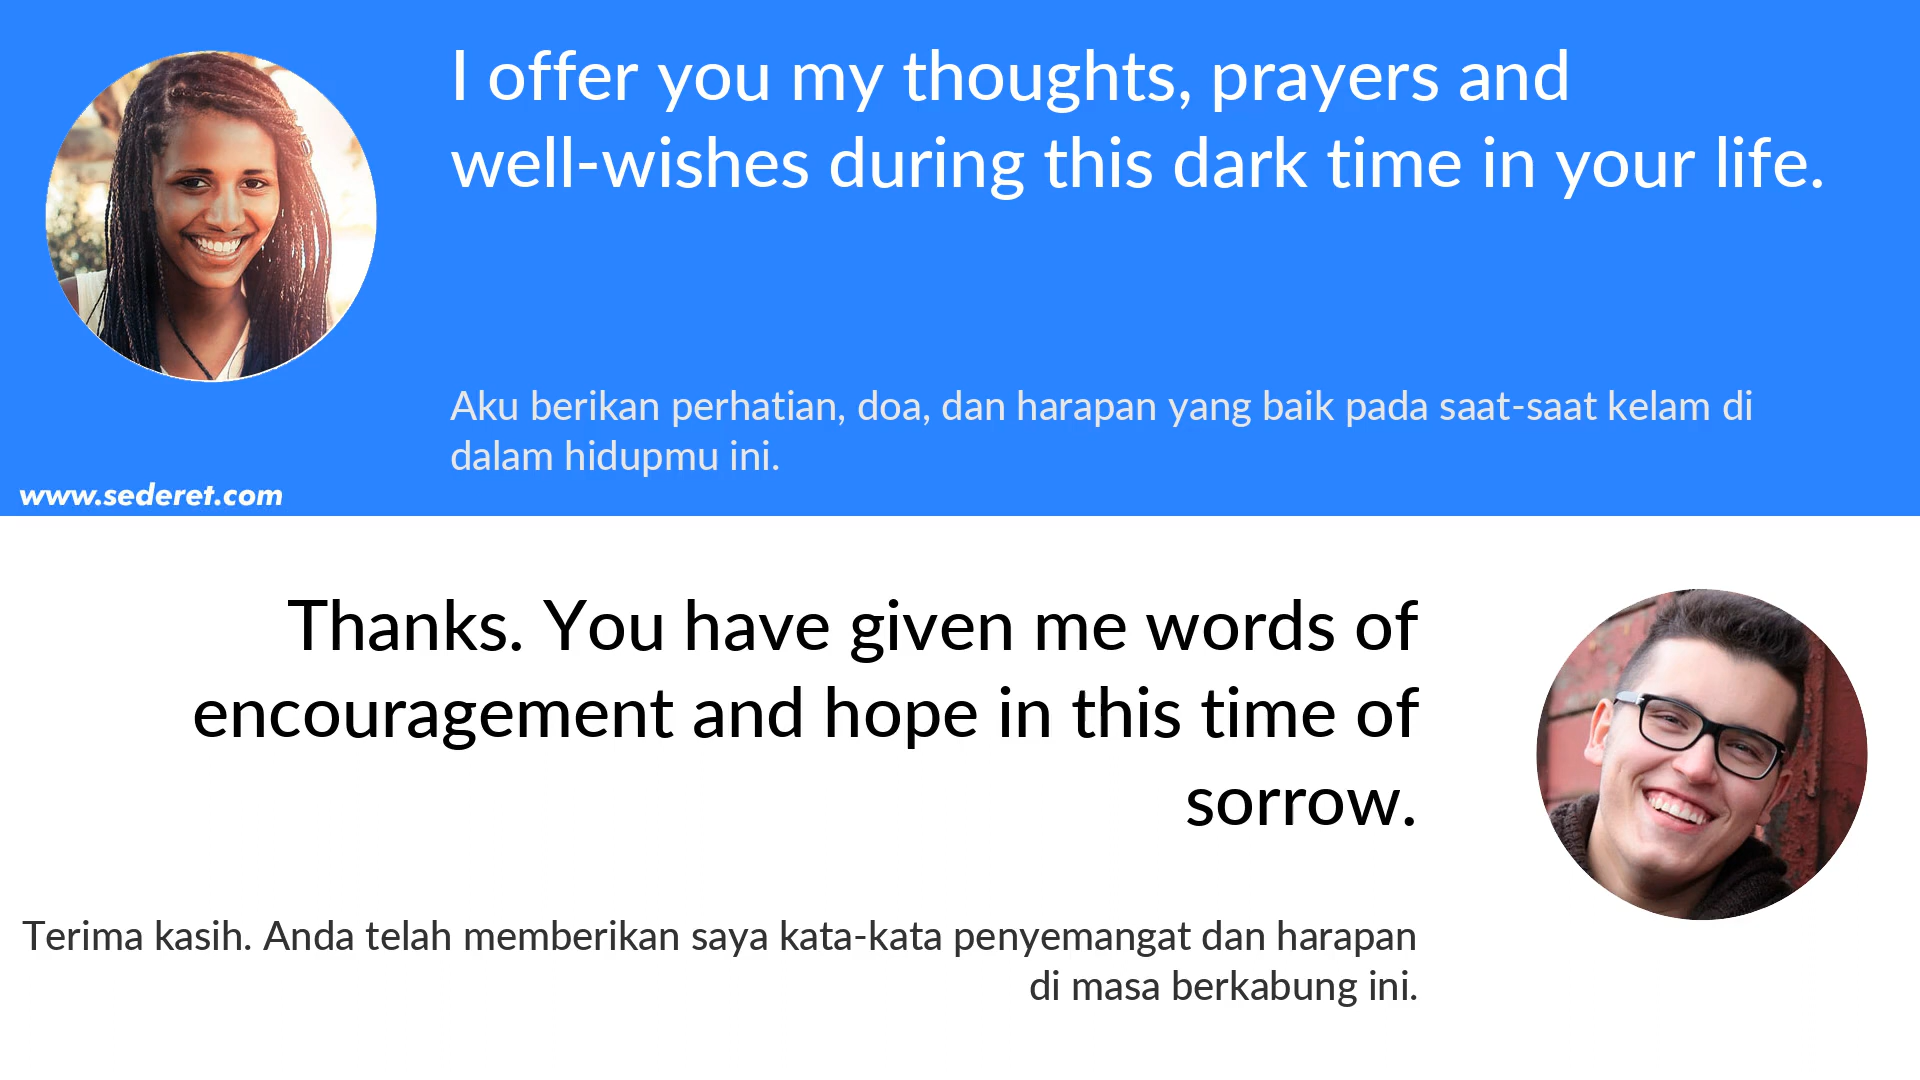 I offer you my thoughts, prayers and
well-wishes during this dark time in your life.
Aku berikan perhatian, doa, dan harapan yang baik pada saat-saat kelam di
dalam hidupmu ini.
www.sederet.com
Thanks. You have given me words of
encouragement and hope in this time of
sorrow.
Terima kasih. Anda telah memberikan saya kata-kata penyemangat dan harapan
di masa berkabung ini.